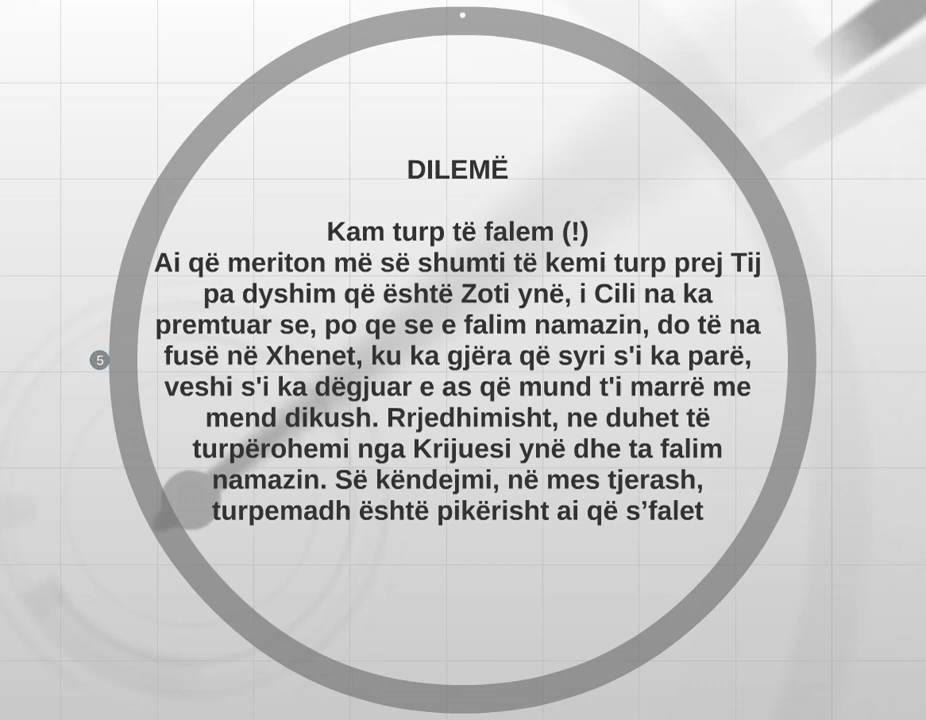 DILEMË
Kam turp të falem (!)
Ai që meriton më së shumti të kemi turp prej Tij
pa dyshim që është Zoti ynë, i Cili na ka
premtuar se, po qe se e falim namazin, do të na
fusë në Xhenet, ku ka gjëra që syri s'i ka parë,
5
veshi s'i ka dëgjuar e as që mund t'i marrë me
mend dikush. Rrjedhimisht, ne duhet të
turpërohemi nga Krijuesi ynë dhe ta falim
namazin. Së këndejmi, në mes tjerash,
turpemadh është pikërisht ai që s’falet